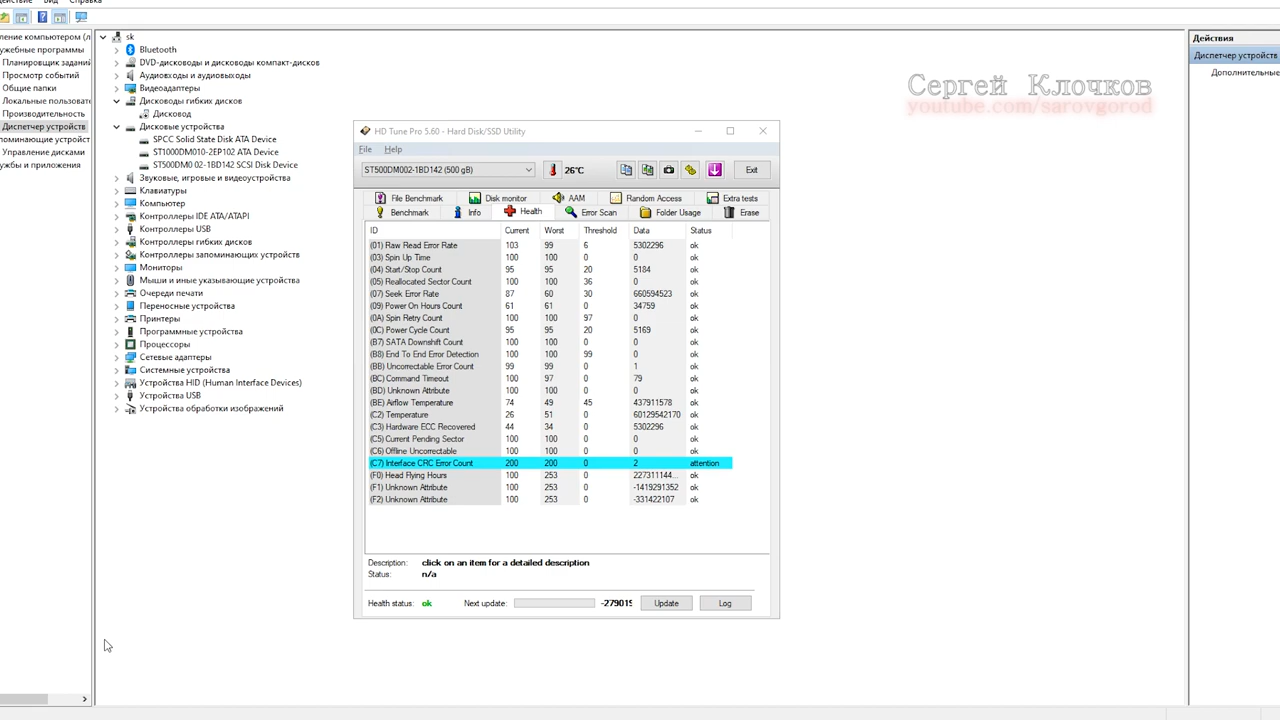 действие Вид Справка
ление компьютером (л
ужебные программы
Планировщик заданий
Просмотр событий
Общие папки
Локальные пользоват
Производительность
Диспетчер устройств
поминающие устройст
Управление дисками
ужбы и приложения
sk
Bluetooth
DVD-дисководы и дисководы компакт-дисков
Аудиовходы и аудиовыходы
Видеоадаптеры
Дисководы гибких дисков
Дисковод
Дисковые устройства
SPCC Solid State Disk ATA Device
ST1000DM010-2EP102 ATA Device
ST500DM0 02-1BD142 SCSI Disk Device
Звуковые, игровые и видеоустройства
Клавиатуры
Компьютер
Контроллеры IDE ATA/ATAPI
Контроллеры USB
Контроллеры гибких дисков
Контроллеры запоминающих устройств
Мониторы
Мыши и иные указывающие устройства
Очереди печати
Переносные устройства
Принтеры
Программные устройства
Процессоры
Сетевые адаптеры
Системные устройства
Устройства HID (Human Interface Devices)
Устройства USB
Устройства обработки изображений
HD Tune Pro 5.60 - Hard Disk/SSD Utility
File Help
ST500DM002-1BD142 (500 gB) 26°C Exit
File Benchmark Disk monitor AAM Random Access Extra tests
Benchmark Info Health Error Scan Folder Usage Erase
ID Current Worst Threshold Data Status
(01) Raw Read Error Rate 103 99 6 5302296 ok
(03) Spin Up Time 100 100 0 0 ok
(04) Start/Stop Count 95 95 20 5184 ok
(05) Reallocated Sector Count 100 100 36 0 ok
(07) Seek Error Rate 87 60 30 660594523 ok
(09) Power On Hours Count 61 61 0 34759 ok
(0A) Spin Retry Count 100 100 97 0 ok
(0C) Power Cycle Count 95 95 20 5169 ok
(B7) SATA Downshift Count 100 100 0 0 ok
(B8) End To End Error Detection 100 100 99 0 ok
(BB) Uncorrectable Error Count 99 99 0 1 ok
(BC) Command Timeout 100 97 0 79 ok
(BD) Unknown Attribute 100 100 0 0 ok
(BE) Airflow Temperature 74 49 45 437911578 ok
(C2) Temperature 26 51 0 60129542170 ok
(C3) Hardware ECC Recovered 44 34 0 5302296 ok
(C5) Current Pending Sector 100 100 0 0 ok
(C6) Offline Uncorrectable 100 100 0 0 ok
(C7) Interface CRC Error Count 200 200 0 2 attention
(F0) Head Flying Hours 100 253 0 227311144... ok
(F1) Unknown Attribute 100 253 0 -1419291352 ok
(F2) Unknown Attribute 100 253 0 -331422107 ok
Description: click on an item for a detailed description
Status: n/a
Health status: ok Next update: -279019 Update Log
Сергей Клочков
youtube.com/sarovgorod
Действия
Диспетчер устройств
Дополнительные